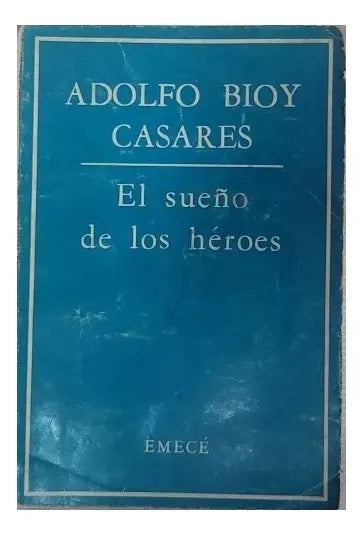 ADOLFO BIOY
CASARES
El sueño
de los héroes
EMECÉ